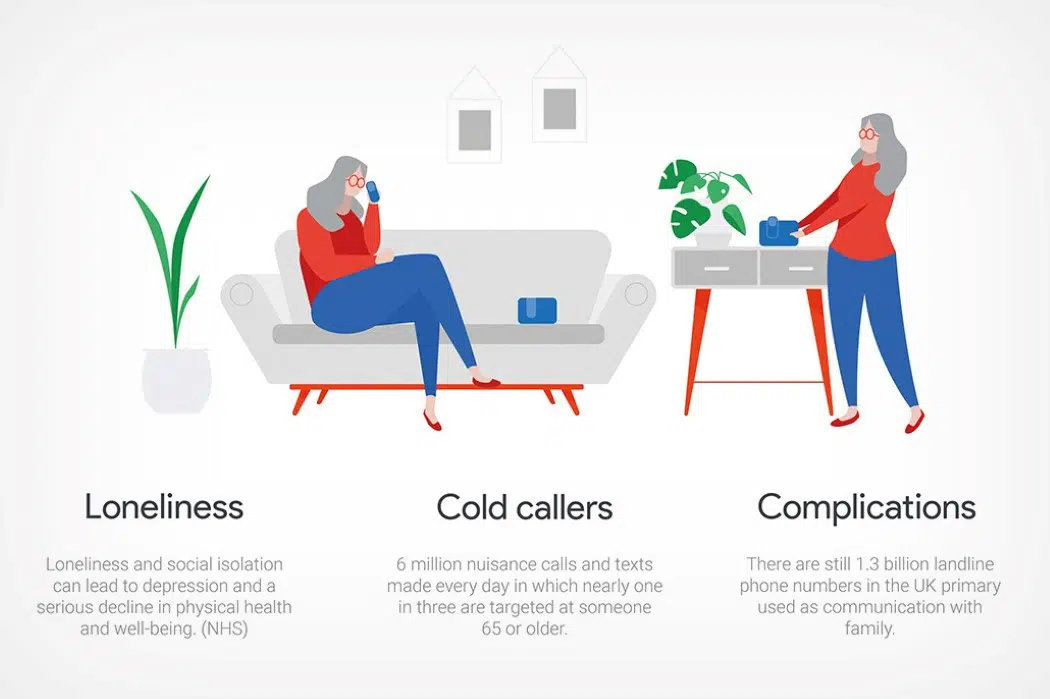 Loneliness
Loneliness and social isolation
can lead to depression and a
serious decline in physical health
and well-being. (NHS)
Cold callers
6 million nuisance calls and texts
made every day in which nearly one
in three are targeted at someone
65 or older.
Complications
There are still 1.3 billion landline
phone numbers in the UK primary
used as communication with
family.